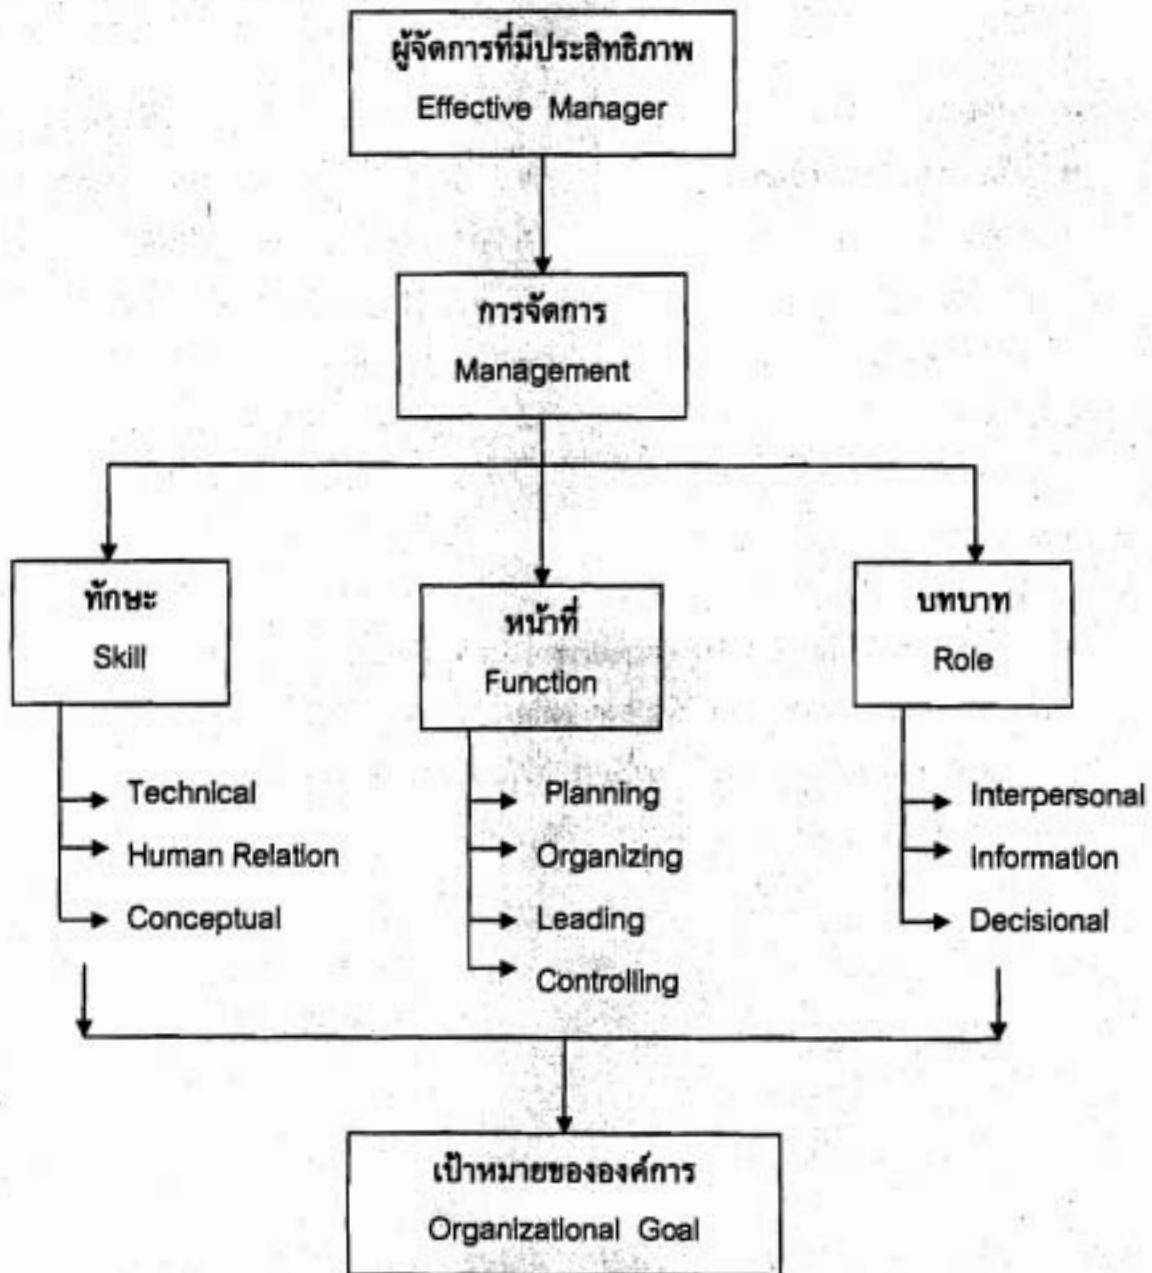 ผู้จัดการที่มีประสิทธิภาพ
Effective Manager
การจัดการ
Management
ทักษะ
Skill
Technical
Human Relation
Conceptual
หน้าที่
Function
Planning
Organizing
Leading
Controlling
บทบาท
Role
Interpersonal
Information
Decisional
เป้าหมายขององค์การ
Organizational Goal